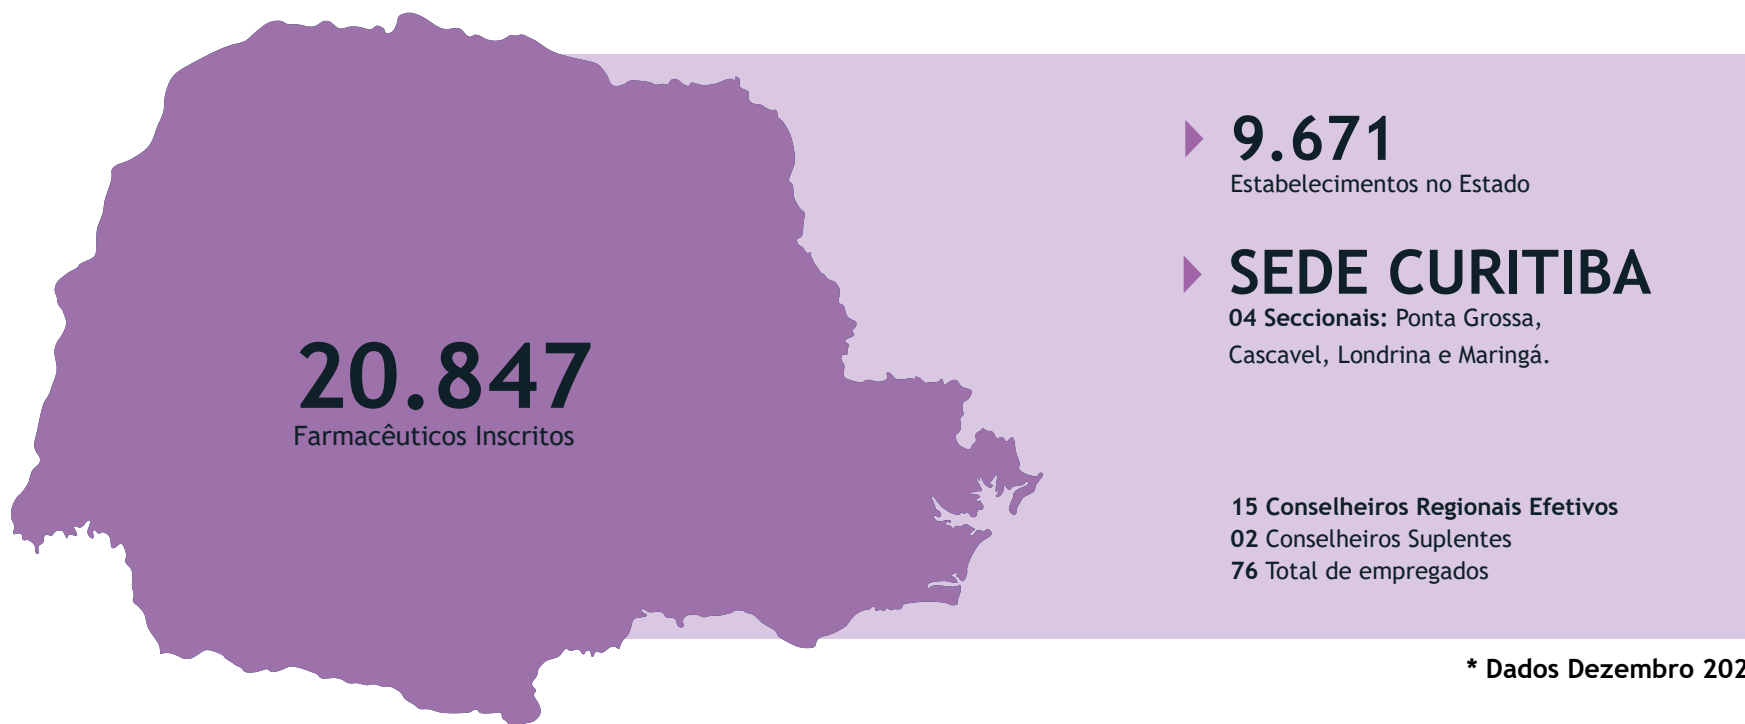 20.847
Farmacêuticos Inscritos
9.671
Estabelecimentos no Estado
SEDE CURITIBA
04 Seccionais: Ponta Grossa,
Cascavel, Londrina e Maringá.
15 Conselheiros Regionais Efetivos
02 Conselheiros Suplentes
76 Total de empregados
* Dados Dezembro